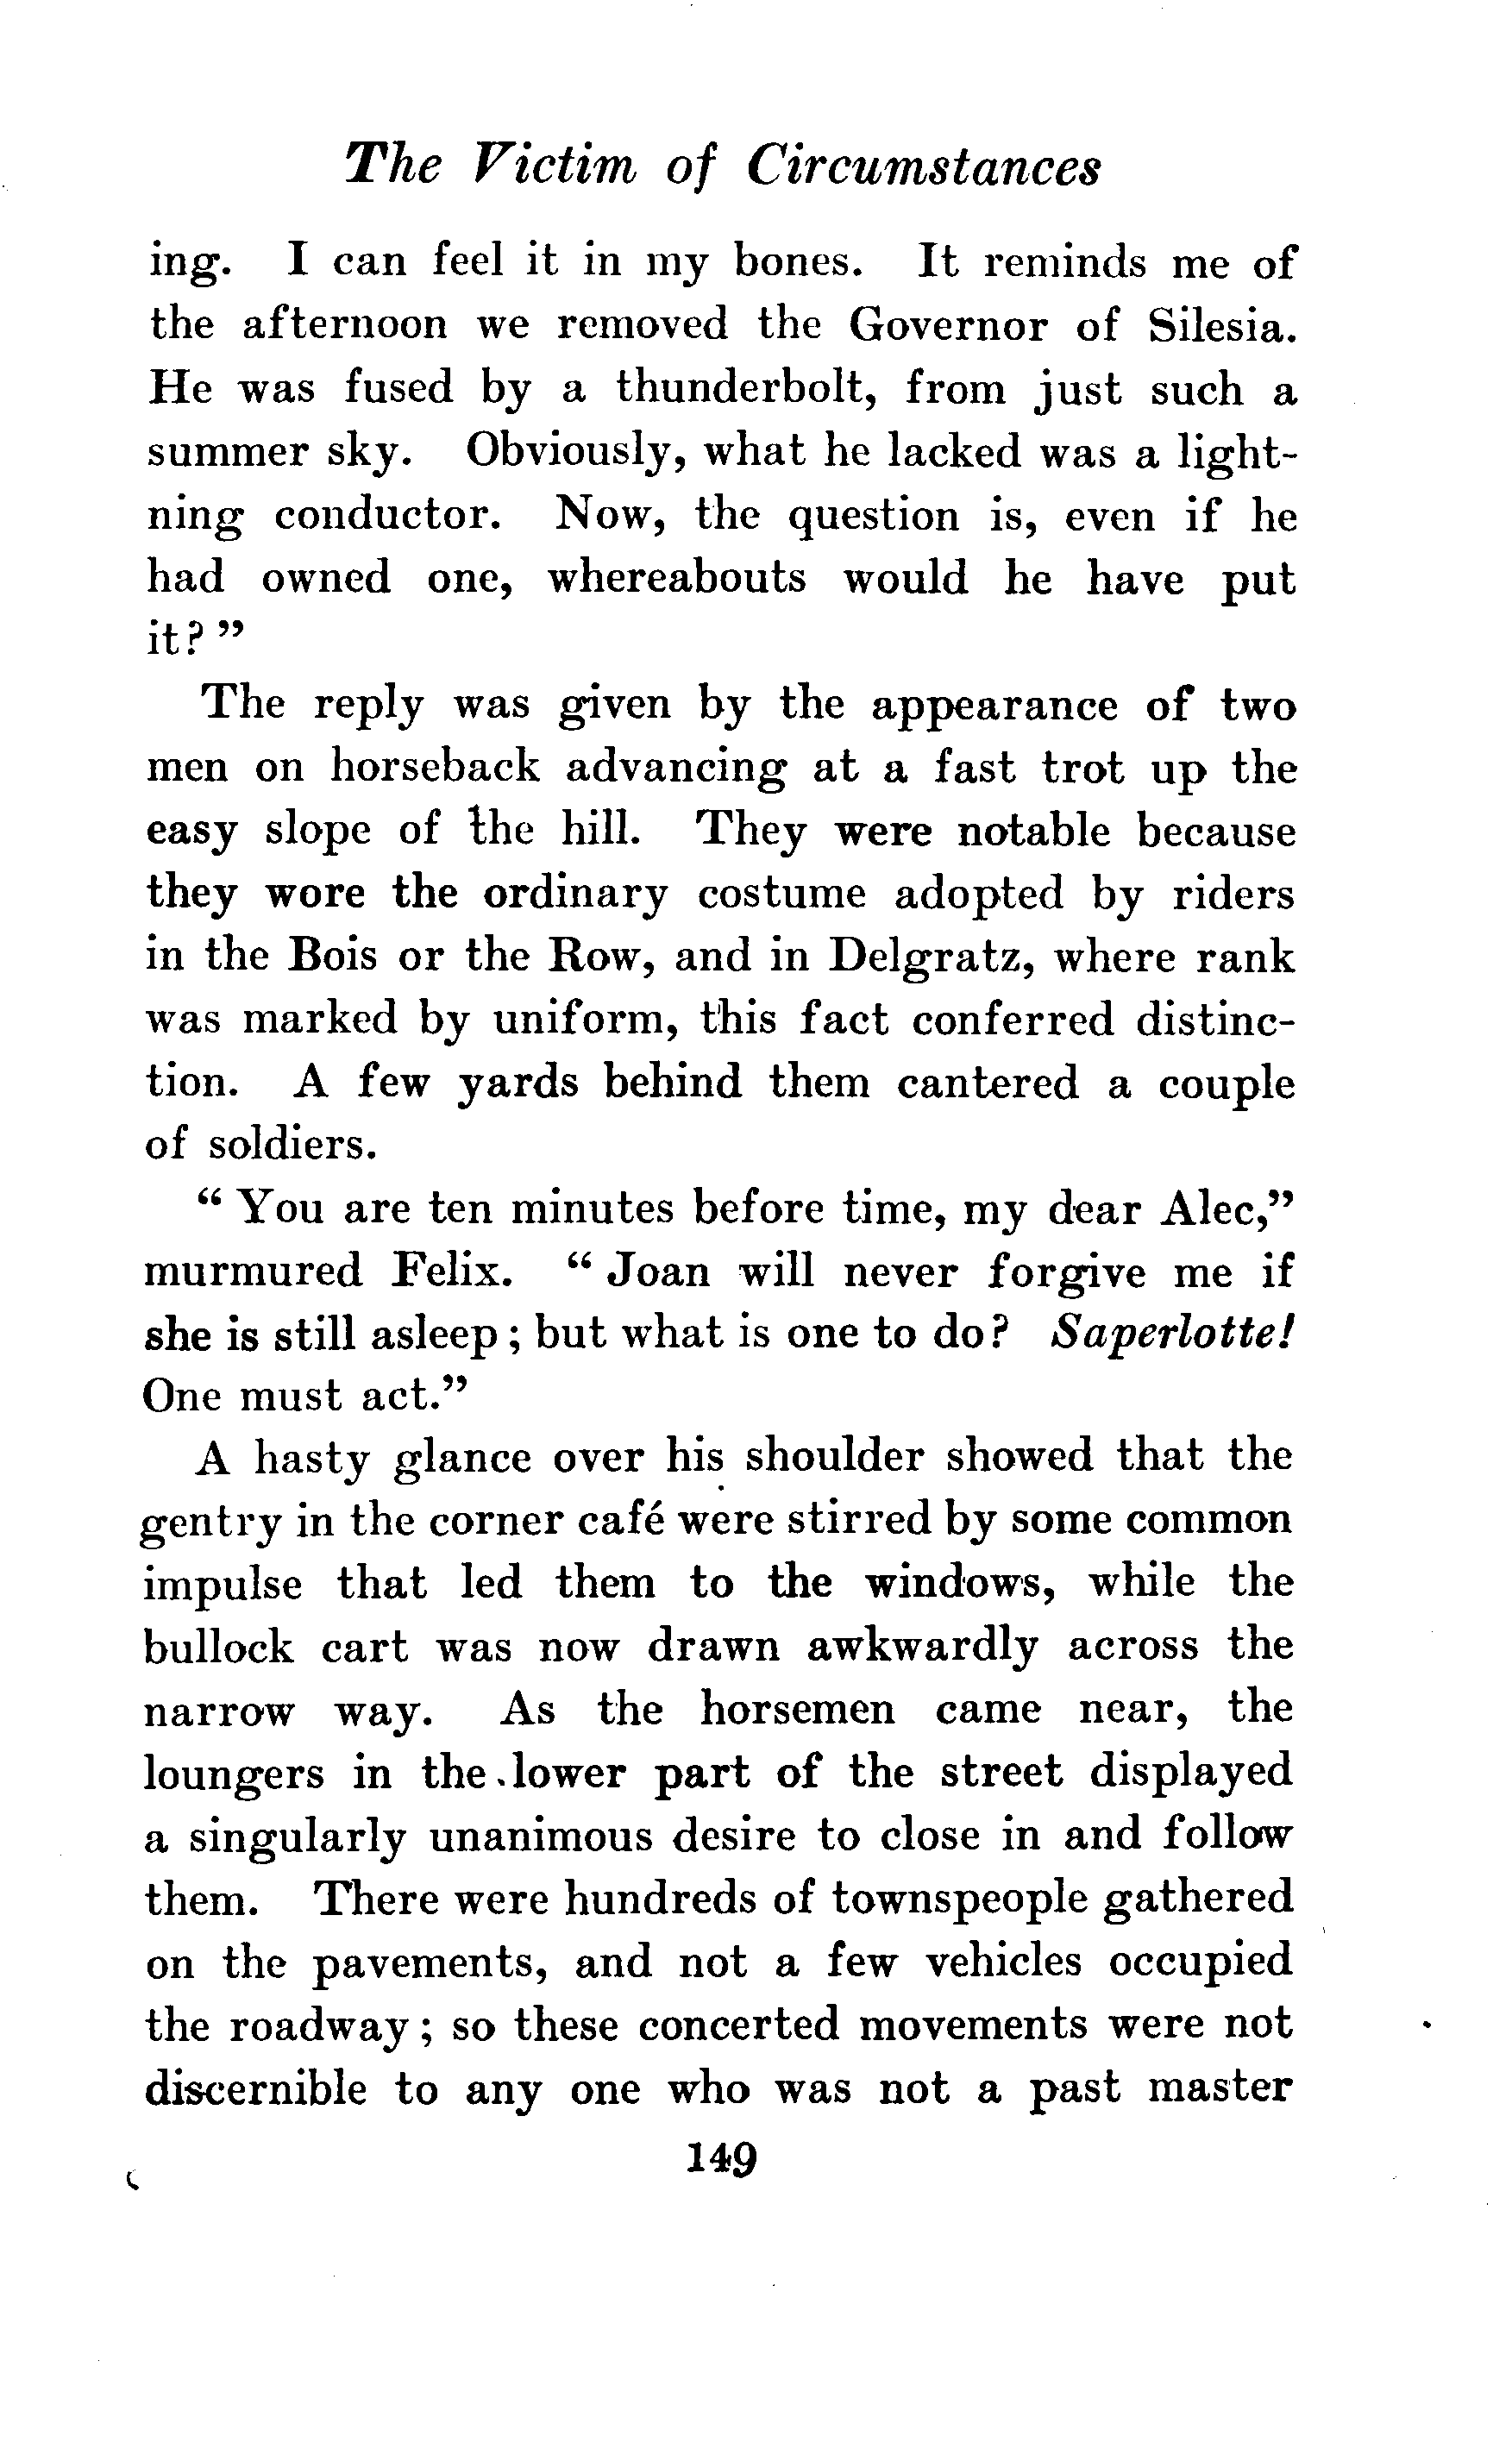 The Victim of Circumstances
ing. I can feel it in my bones. It reminds me of
the afternoon we removed the Governor of Silesia.
He was fused by a thunderbolt, from just such a
summer sky. Obviously, what he lacked was a light-
ning conductor. Now, the question is, even if he
had owned one, whereabouts would he have put
it?”
The reply was given by the appearance of two
men on horseback advancing at a fast trot up the
easy slope of the hill. They were notable because
they wore the ordinary costume adopted by riders
in the Bois or the Row, and in Delgratz, where rank
was marked by uniform, this fact conferred distinc-
tion. A few yards behind them cantered a couple
of soldiers.
“You are ten minutes before time, my dear Alec,”
murmured Felix. “Joan will never forgive me if
she is still asleep; but what is one to do? Saperlotte!
One must act.”
A hasty glance over his shoulder showed that the
gentry in the corner café were stirred by some common
impulse that led them to the windows, while the
bullock cart was now drawn awkwardly across the
narrow way. As the horsemen came near, the
loungers in the lower part of the street displayed
a singularly unanimous desire to close in and follow
them. There were hundreds of townspeople gathered
on the pavements, and not a few vehicles occupied
the roadway; so these concerted movements were not
discernible to any one who was not a past master
149